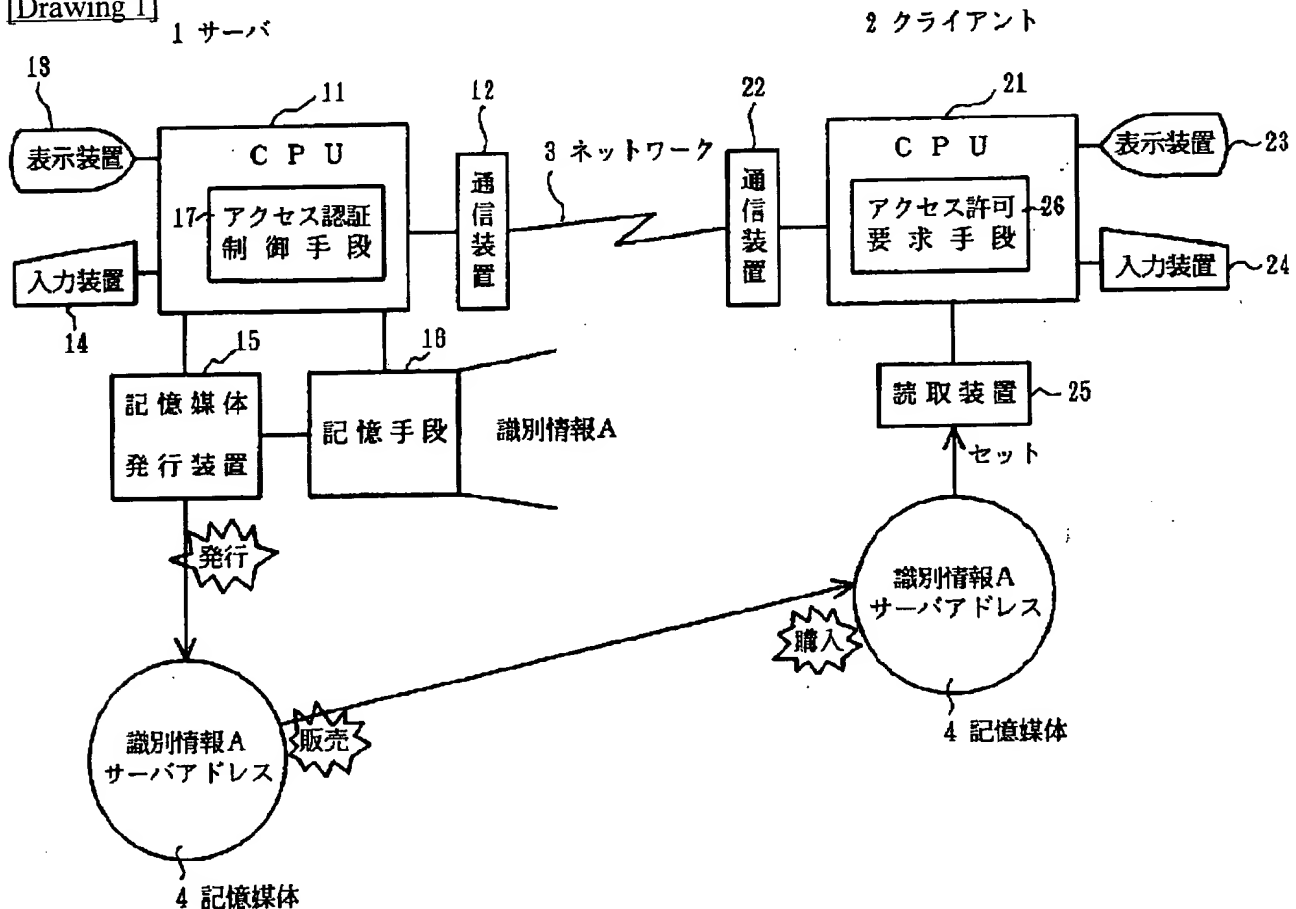 [Drawing 1]
1 サーバ
2 クライアント
13
11
12
22
21
表示装置
CPU
通信装置
3 ネットワーク
通信装置
CPU
表示装置
23
17
アクセス認証
制御手段
アクセス許可
要求手段
26
入力装置
14
入力装置
24
15
16
記憶媒体
発行装置
記憶手段
識別情報A
読取装置
25
セット
発行
識別情報A
サーバアドレス
購入
4 記憶媒体
識別情報A
サーバアドレス
販売
4 記憶媒体